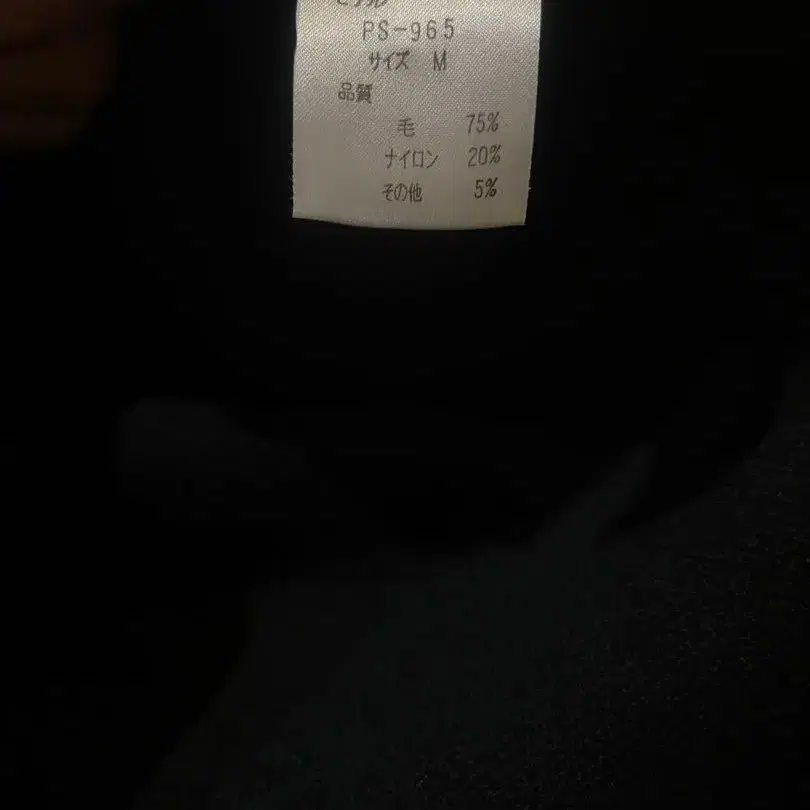 PS-965
サイズ M
品質
毛 75%
ナイロン 20%
その他 5%